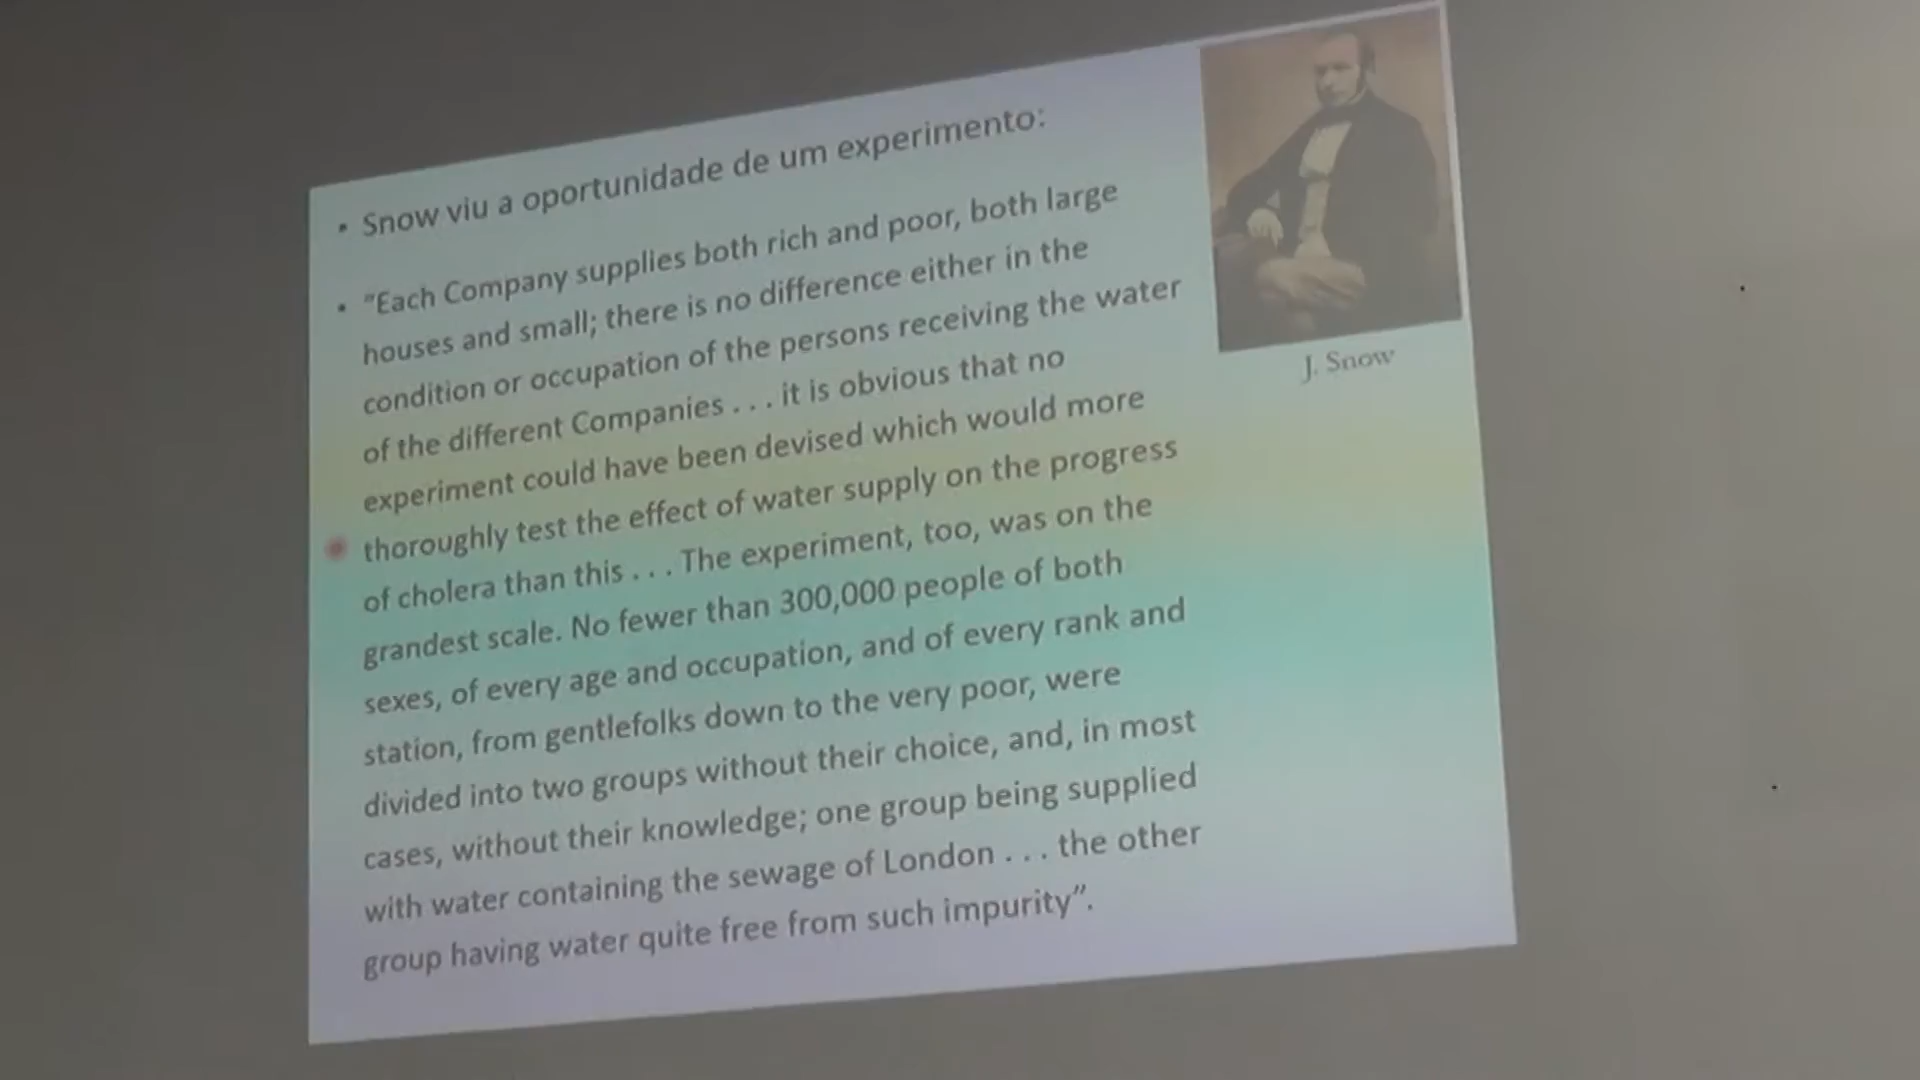 • Snow viu a oportunidade de um experimento:
• "Each Company supplies both rich and poor, both large
houses and small; there is no difference either in the
condition or occupation of the persons receiving the water
of the different Companies . . . it is obvious that no
experiment could have been devised which would more
thoroughly test the effect of water supply on the progress
of cholera than this . . . The experiment, too, was on the
grandest scale. No fewer than 300,000 people of both
sexes, of every age and occupation, and of every rank and
station, from gentlefolks down to the very poor, were
divided into two groups without their choice, and, in most
cases, without their knowledge; one group being supplied
with water containing the sewage of London . . . the other
group having water quite free from such impurity”.
J. Snow